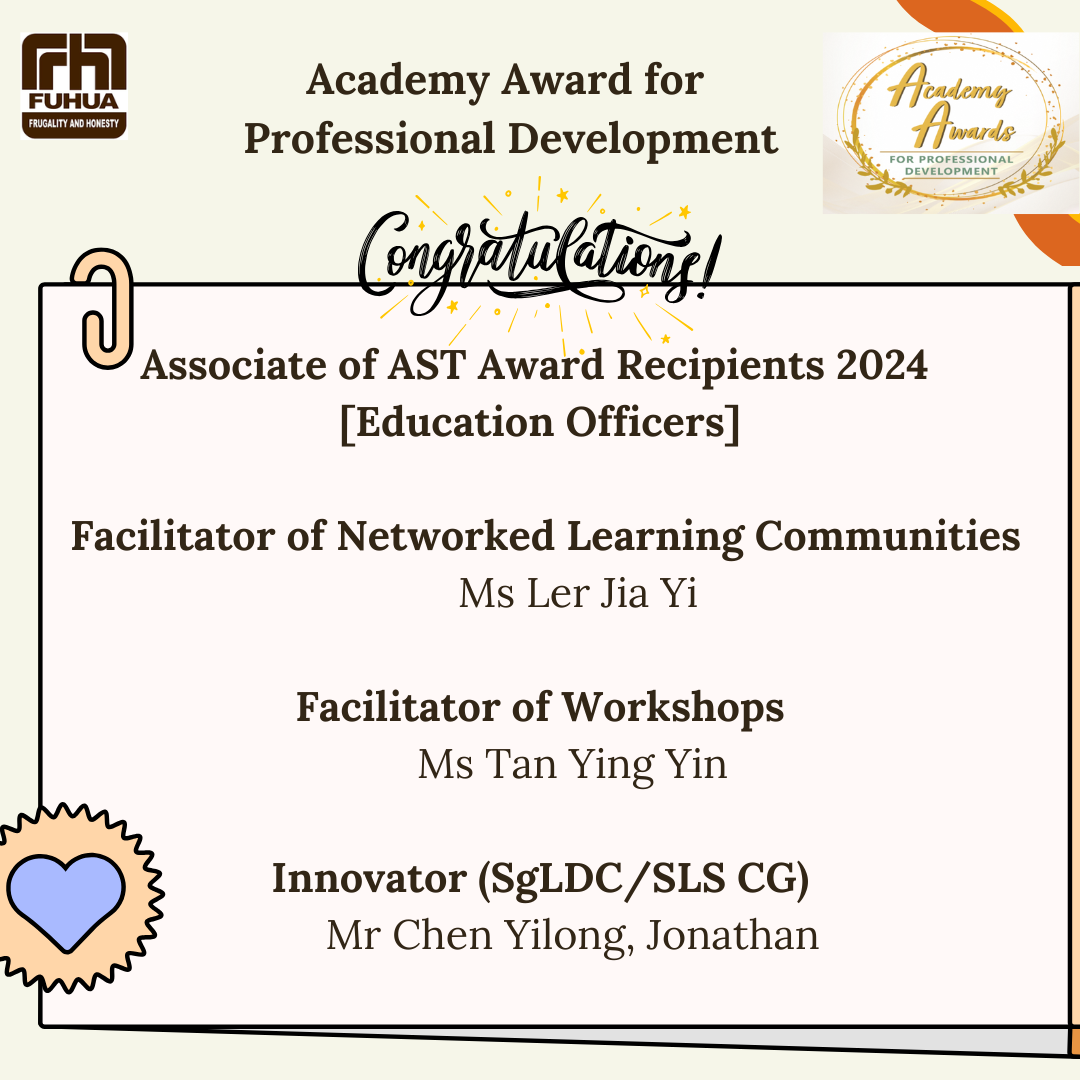 FUHUA
FRUGALITY AND HONESTY
Academy Award for
Professional Development
Academy
Awards
FOR PROFESSIONAL
DEVELOPMENT
Congratulations!
Associate of AST Award Recipients 2024
[Education Officers]
Facilitator of Networked Learning Communities
Ms Ler Jia Yi
Facilitator of Workshops
Ms Tan Ying Yin
Innovator (SgLDC/SLS CG)
Mr Chen Yilong, Jonathan